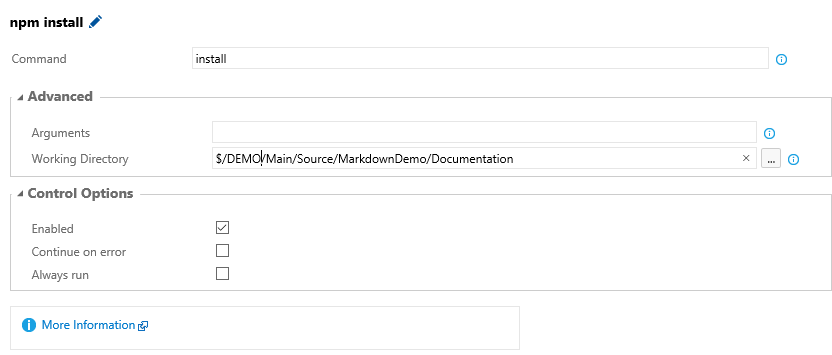 npm install
Command install
Advanced
Arguments
Working Directory $/DEMO/Main/Source/MarkdownDemo/Documentation ...
Control Options
Enabled
Continue on error
Always run
More Information